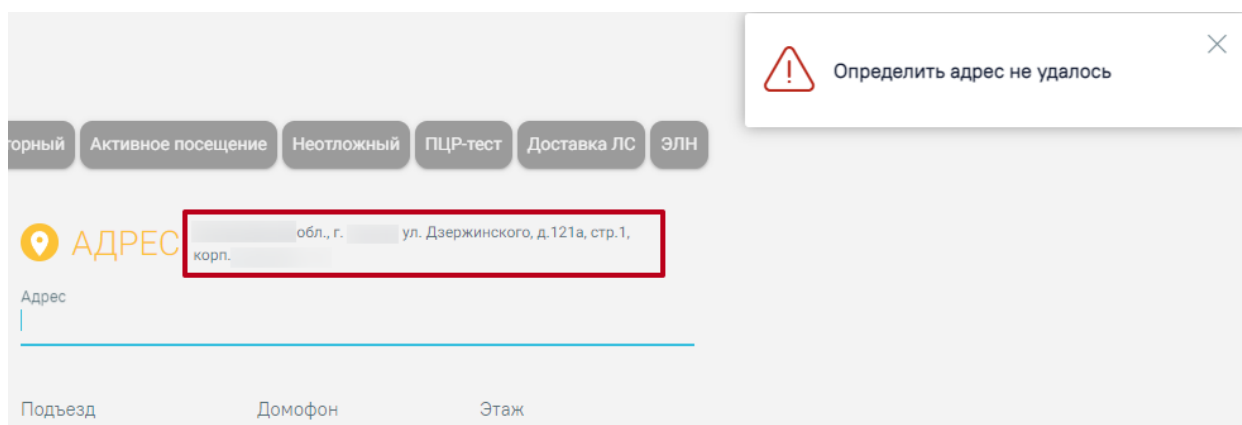 Определить адрес не удалось
торный Активное посещение Неотложный ПЦР-тест Доставка ЛС ЭЛН
АДРЕС
обл., г. ул. Дзержинского, д.121а, стр.1,
корп.
Адрес
Подъезд Домофон Этаж